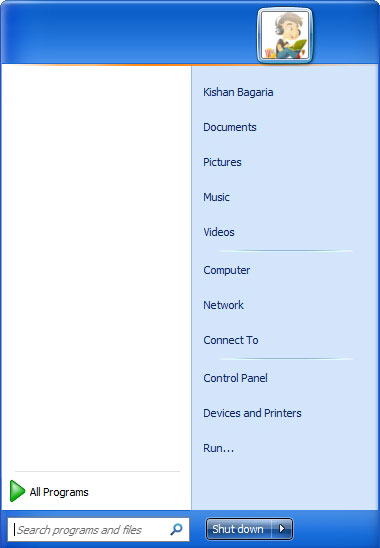 Kishan Bagaria
Documents
Pictures
Music
Videos
Computer
Network
Connect To
Control Panel
Devices and Printers
Run...
All Programs
Search programs and files
Shut down